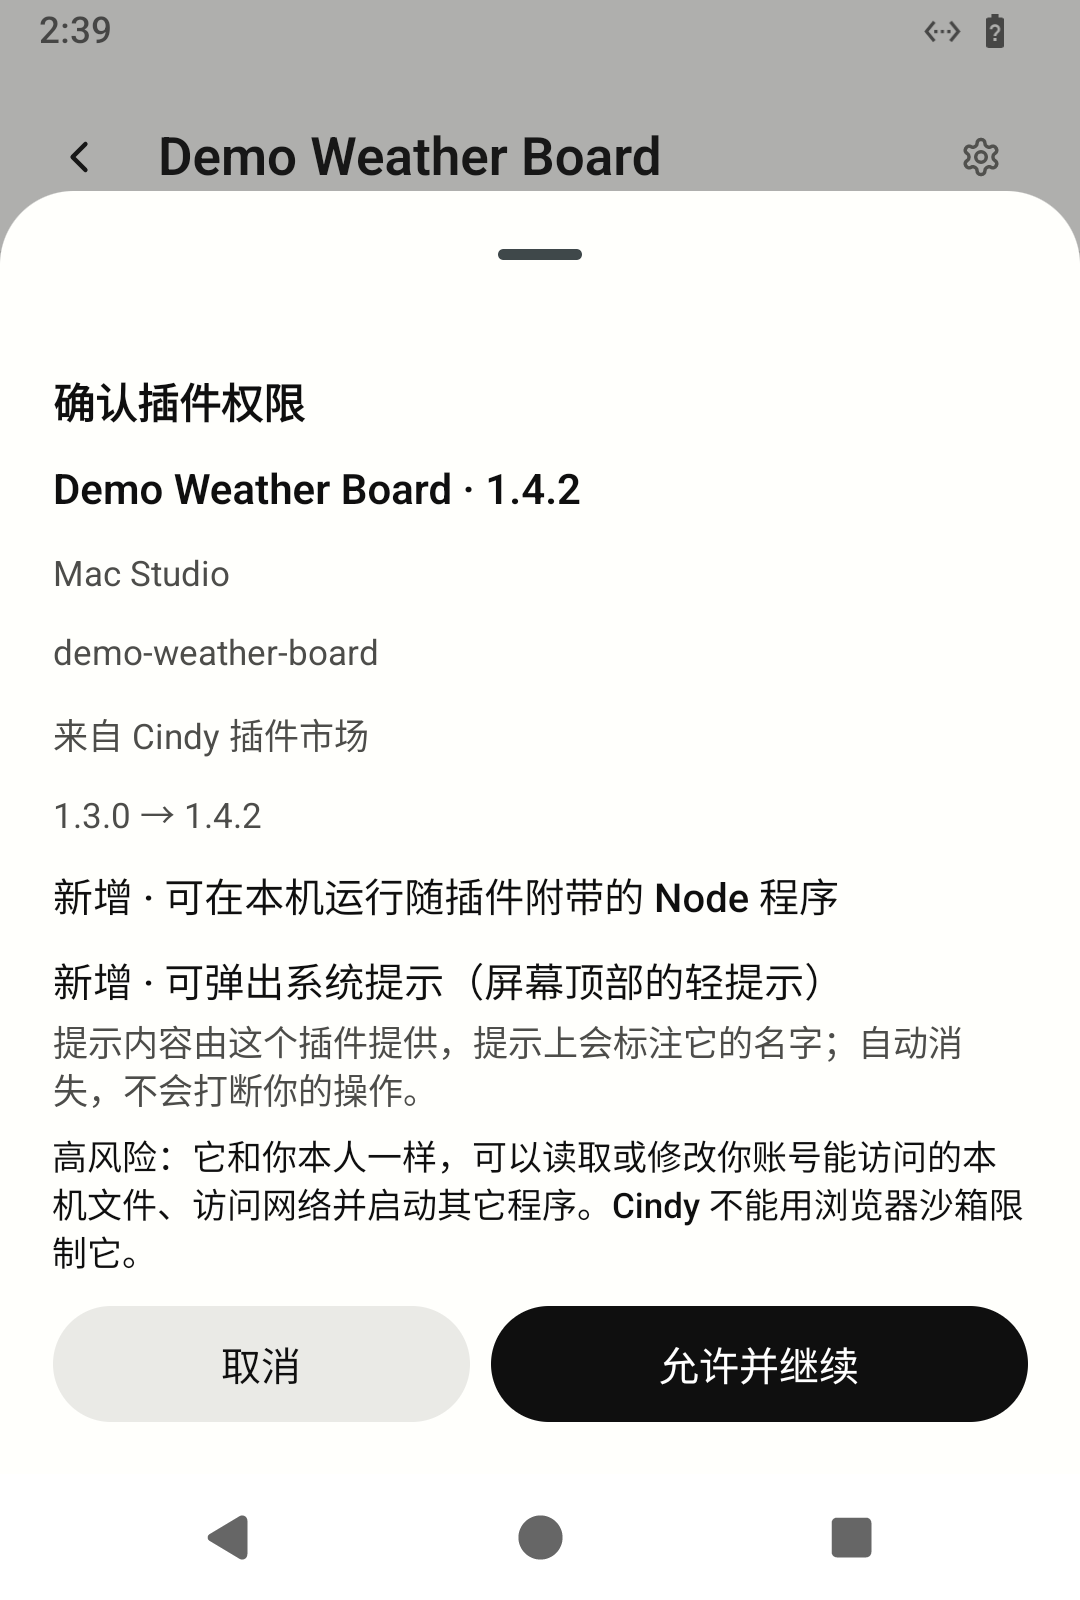 2:39
Demo Weather Board
确认插件权限
Demo Weather Board · 1.4.2
Mac Studio
demo-weather-board
来自 Cindy 插件市场
1.3.0 → 1.4.2
新增 · 可在本机运行随插件附带的 Node 程序
新增 · 可弹出系统提示（屏幕顶部的轻提示）
提示内容由这个插件提供，提示上会标注它的名字；自动消
失，不会打断你的操作。
高风险：它和你本人一样，可以读取或修改你账号能访问的本
机文件、访问网络并启动其它程序。Cindy 不能用浏览器沙箱限
制它。
取消
允许并继续